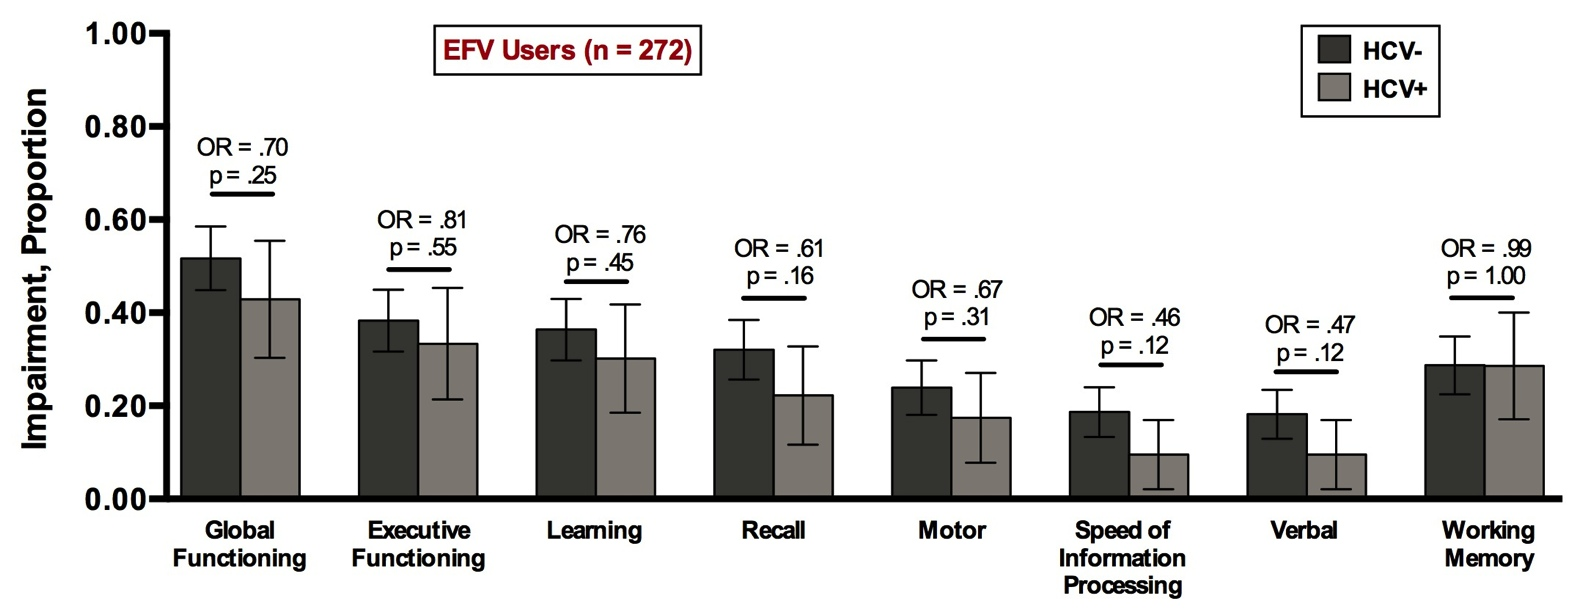 EFV Users (n = 272)
HCV-
HCV+
Impairment, Proportion
1.00
0.80
0.60
0.40
0.20
0.00
OR = .70
p = .25
OR = .81
p = .55
OR = .76
p = .45
OR = .61
p = .16
OR = .67
p = .31
OR = .46
p = .12
OR = .47
p = .12
OR = .99
p = 1.00
Global
Functioning
Executive
Functioning
Learning
Recall
Motor
Speed of
Information
Processing
Verbal
Working
Memory